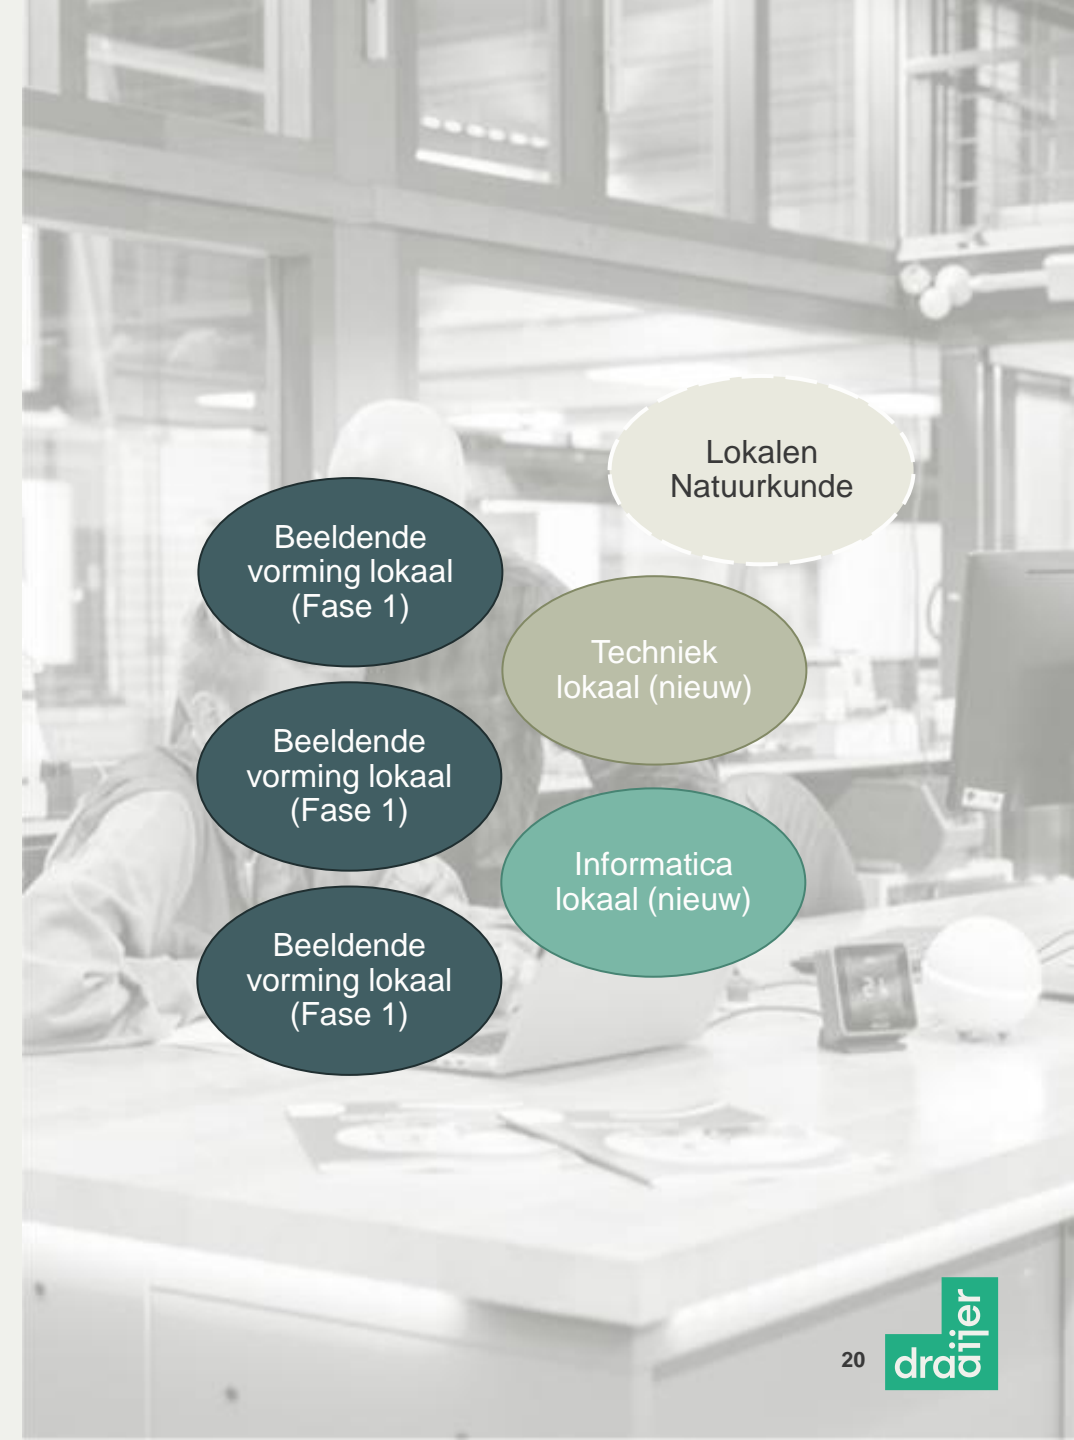 Lokalen
Natuurkunde
Beeldende
vorming lokaal
(Fase 1)
Techniek
lokaal (nieuw)
Beeldende
vorming lokaal
(Fase 1)
Informatica
lokaal (nieuw)
Beeldende
vorming lokaal
(Fase 1)
20
draaijer